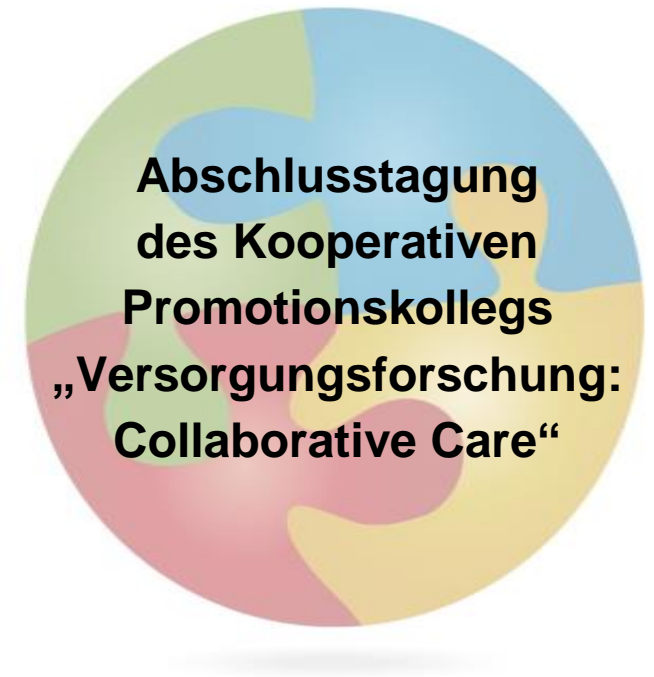 Abschlusstagung
des Kooperativen
Promotionskollegs
„Versorgungsforschung:
Collaborative Care“